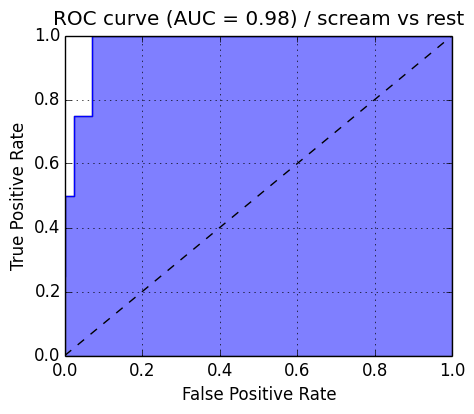 ROC curve (AUC = 0.98) / scream vs rest
1.0
0.8
0.6
0.4
0.2
0.0
True Positive Rate
0.0 0.2 0.4 0.6 0.8 1.0
False Positive Rate